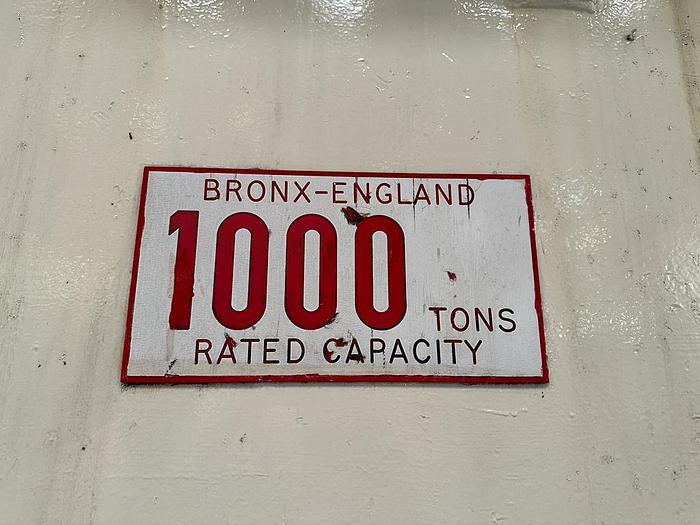 BRONX-ENGLAND
1000 TONS
RATED CAPACITY